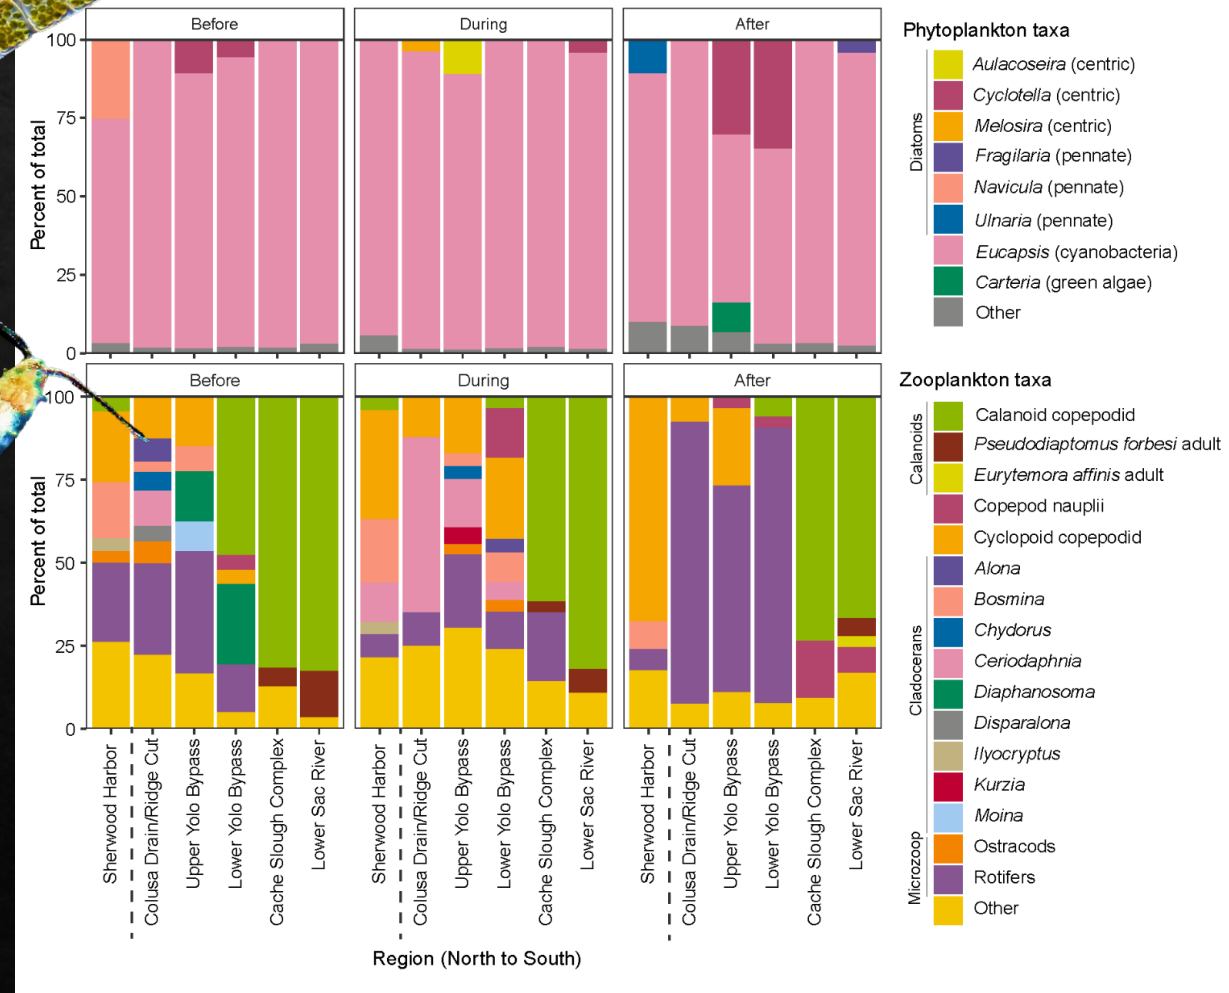 Before During After
Phytoplankton taxa
100
75
50
25
0
Percent of total
Diatoms
Aulacoseira (centric)
Cyclotella (centric)
Melosira (centric)
Fragilaria (pennate)
Navicula (pennate)
Ulnaria (pennate)
Eucapsis (cyanobacteria)
Carteria (green algae)
Other
Before During After
Zooplankton taxa
100
75
50
25
0
Percent of total
Calanoids
Calanoid copepodid
Pseudodiaptomus forbesi adult
Eurytemora affinis adult
Copepod nauplii
Cyclopoid copepodid
Cladocerans
Alona
Bosmina
Chydorus
Ceriodaphnia
Diaphanosoma
Disparalona
Ilyocryptus
Kurzia
Moina
Microzoop
Ostracods
Rotifers
Other
Sherwood Harbor
Colusa Drain/Ridge Cut
Upper Yolo Bypass
Lower Yolo Bypass
Cache Slough Complex
Lower Sac River
Sherwood Harbor
Colusa Drain/Ridge Cut
Upper Yolo Bypass
Lower Yolo Bypass
Cache Slough Complex
Lower Sac River
Sherwood Harbor
Colusa Drain/Ridge Cut
Upper Yolo Bypass
Lower Yolo Bypass
Cache Slough Complex
Lower Sac River
Region (North to South)